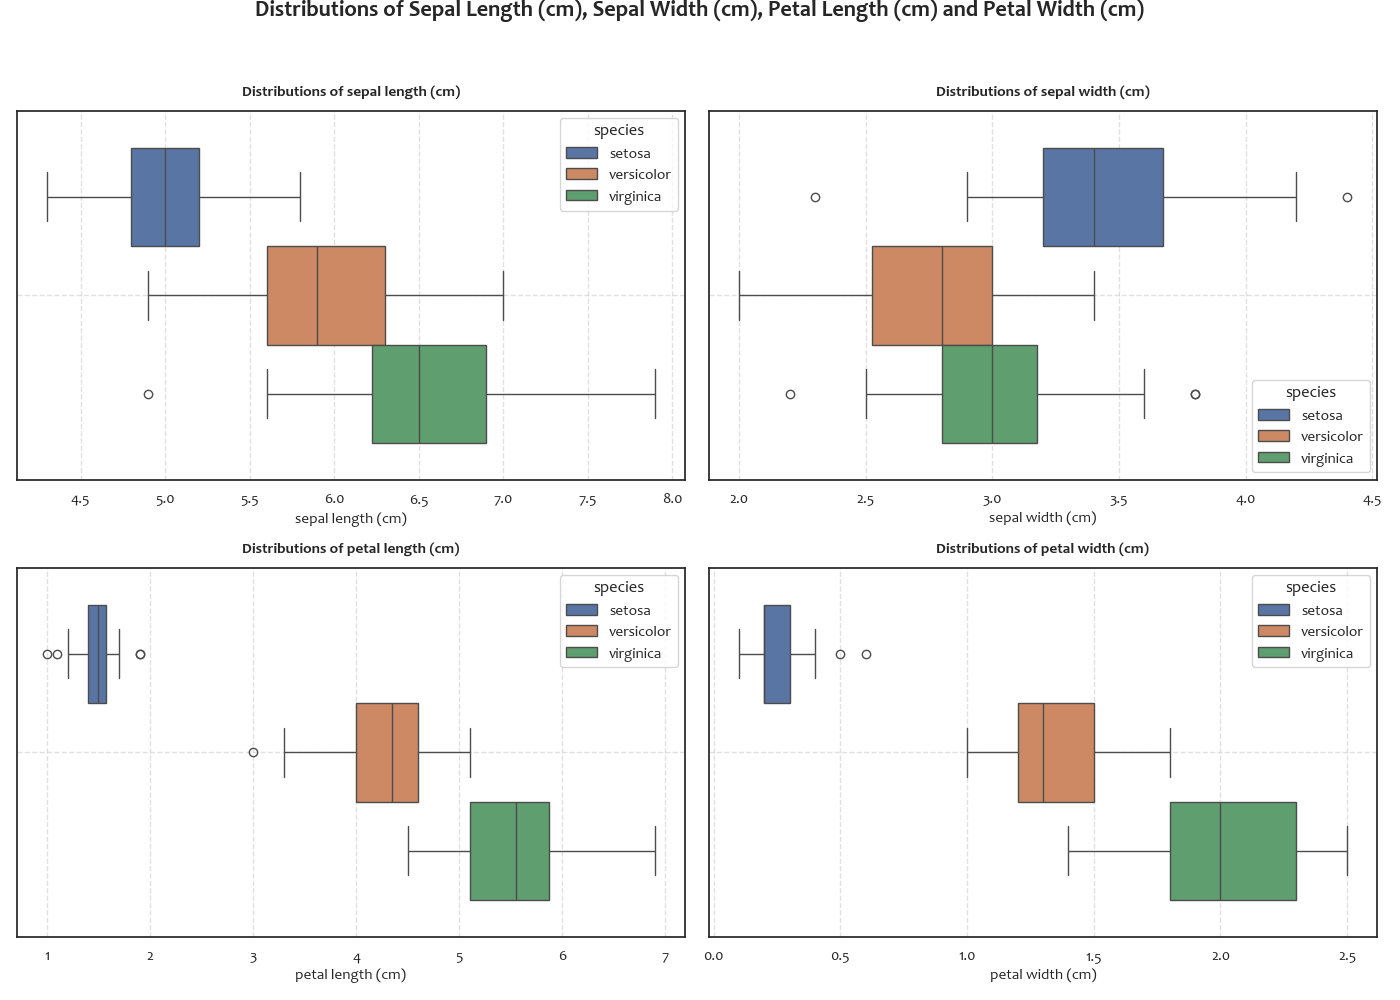 Distributions of Sepal Length (cm), Sepal Width (cm), Petal Length (cm) and Petal Width (cm)
Distributions of sepal length (cm)
species
setosa
versicolor
virginica
4.5 5.0 5.5 6.0 6.5 7.0 7.5 8.0
sepal length (cm)
Distributions of sepal width (cm)
species
setosa
versicolor
virginica
2.0 2.5 3.0 3.5 4.0 4.5
sepal width (cm)
Distributions of petal length (cm)
species
setosa
versicolor
virginica
1 2 3 4 5 6 7
petal length (cm)
Distributions of petal width (cm)
species
setosa
versicolor
virginica
0.0 0.5 1.0 1.5 2.0 2.5
petal width (cm)